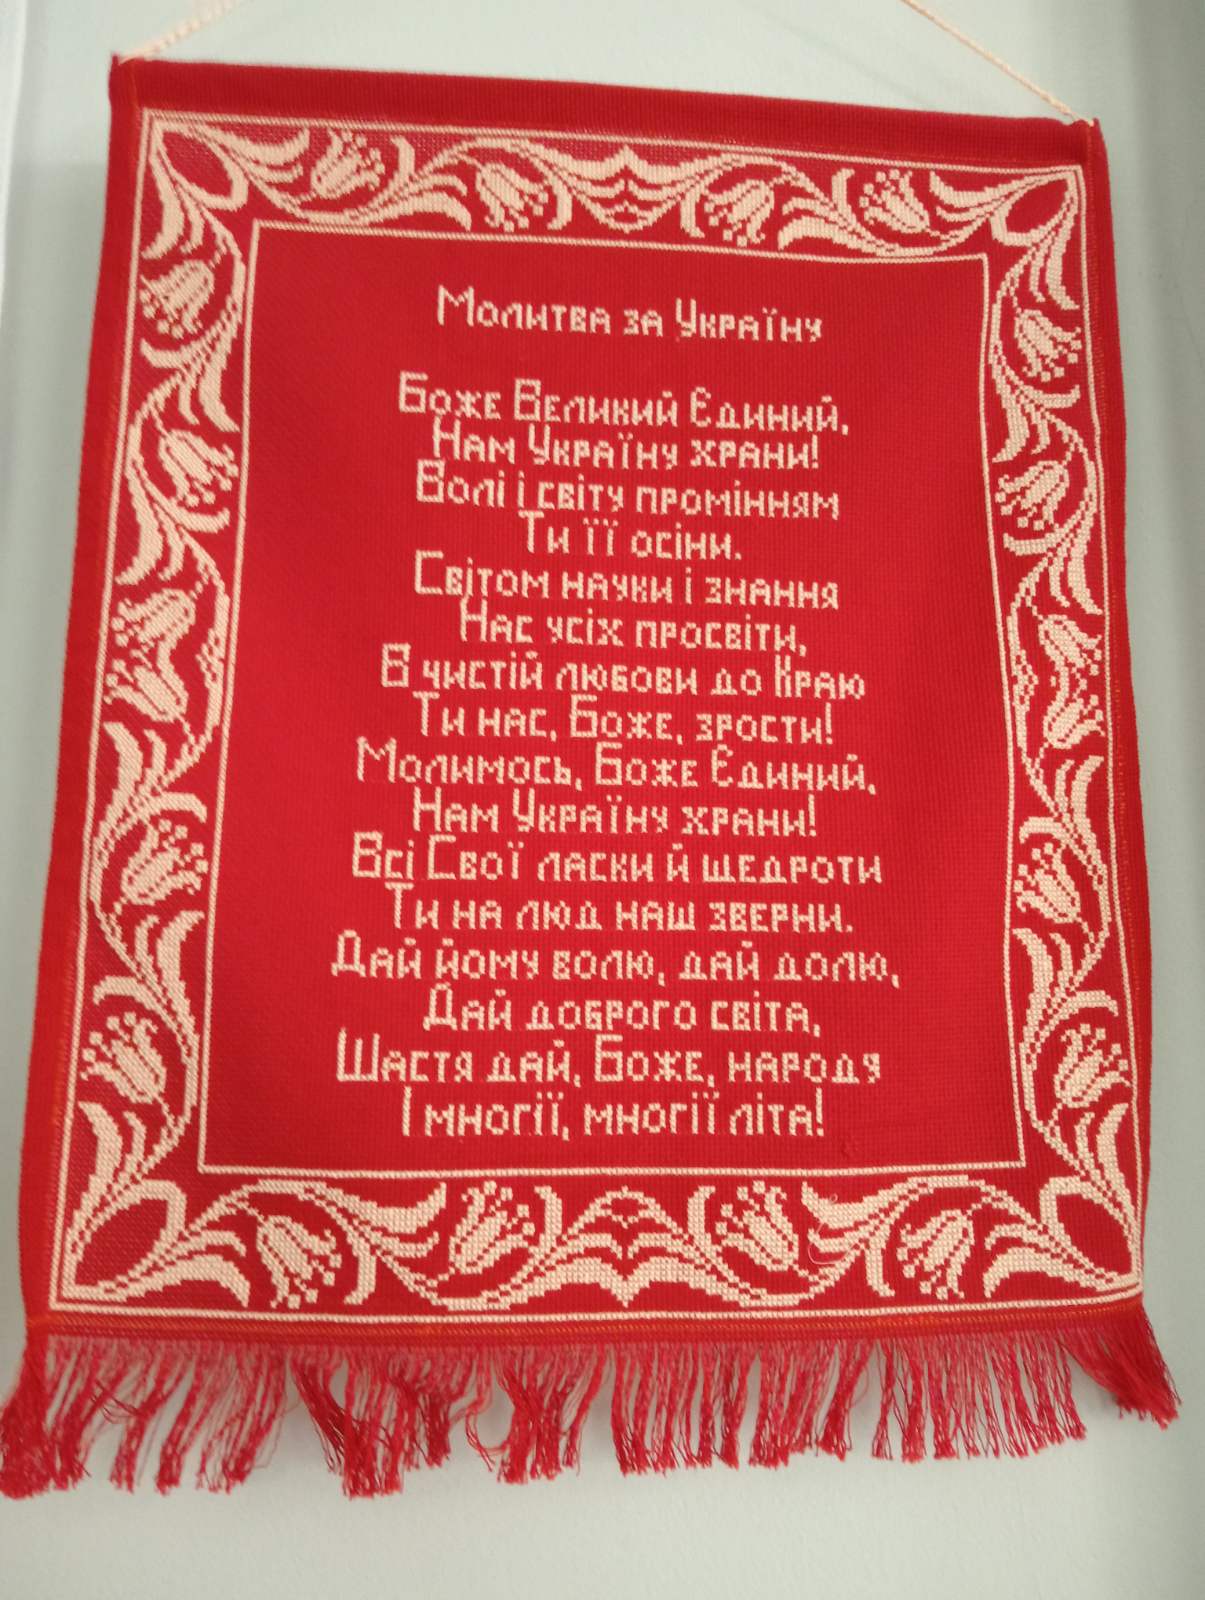 Молитва за Україну
Боже Великий Єдиний,
Нам Україну храни!
Волі і світу промінням
Ти її осіни.
Світом науки і знання
Нас усіх просвіти,
В чистій любови до Краю
Ти нас, Боже, зрости!
Молимось, Боже Єдиний,
Нам Україну храни!
Всі Свої ласки й щедроти
Ти на люд наш зверни.
Дай йому волю, дай долю,
Дай доброго світа,
Щастя дай, Боже, народу
І многії, многії літа!